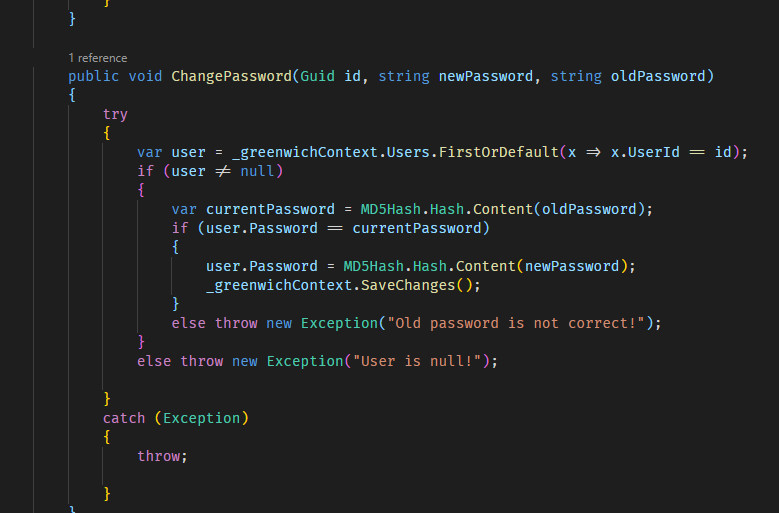 }
}
1 reference
public void ChangePassword(Guid id, string newPassword, string oldPassword)
{
try
{
var user = _greenwichContext.Users.FirstOrDefault(x => x.UserId == id);
if (user != null)
{
var currentPassword = MD5Hash.Hash.Content(oldPassword);
if (user.Password == currentPassword)
{
user.Password = MD5Hash.Hash.Content(newPassword);
_greenwichContext.SaveChanges();
}
else throw new Exception("Old password is not correct!");
}
else throw new Exception("User is null!");
}
catch (Exception)
{
throw;
}
}